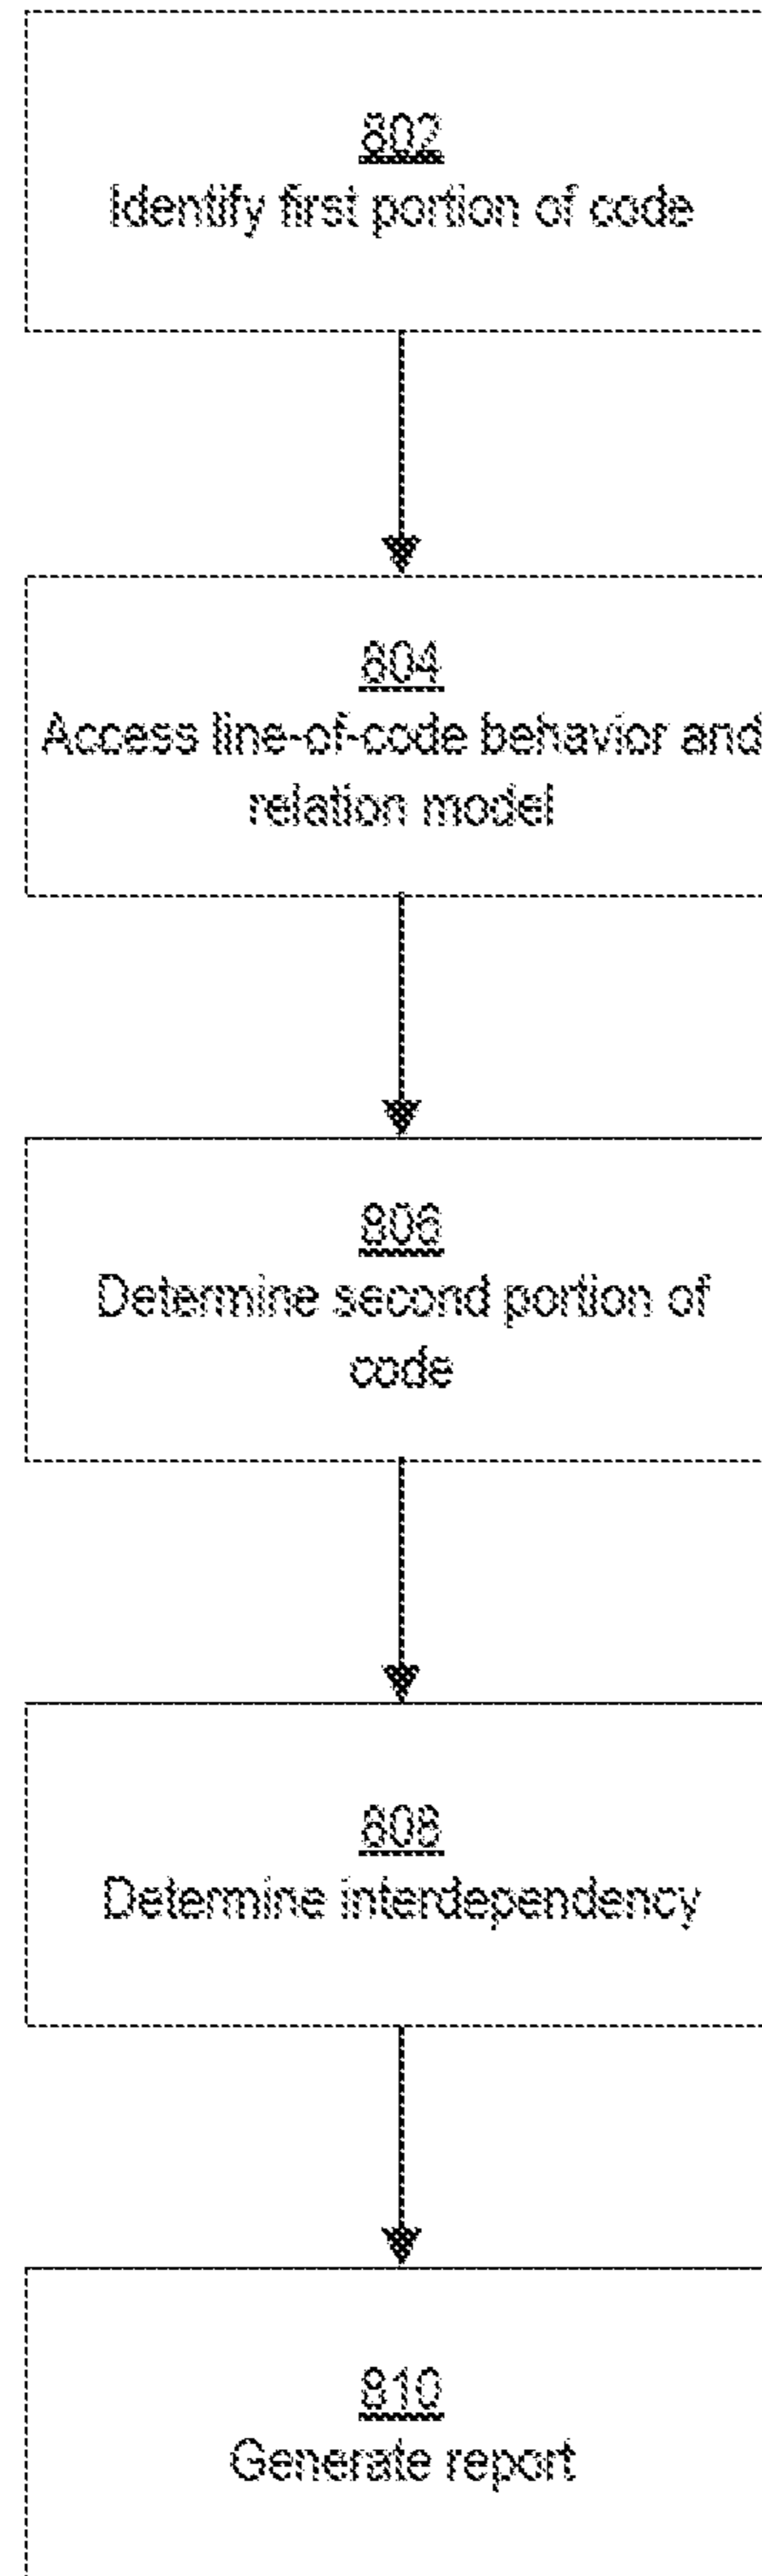 802
Identify first portion of code
804
Access line-of-code behavior and
relation model
806
Determine second portion of
code
808
Determine interdependency
810
Generate report